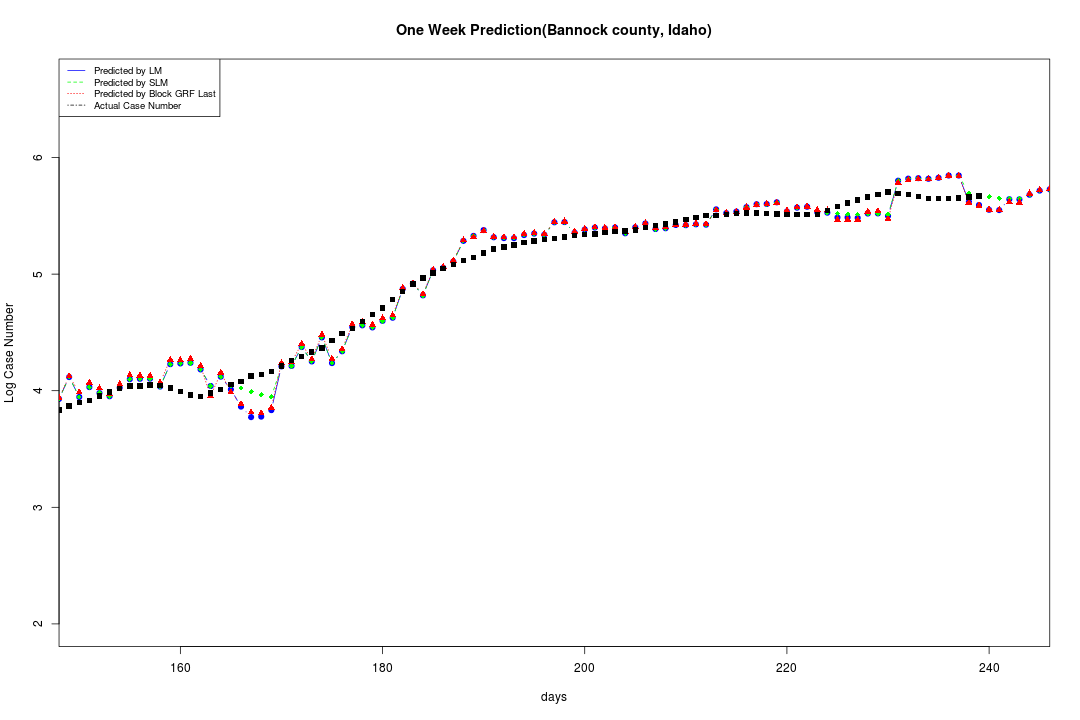 One Week Prediction(Bannock county, Idaho)
Predicted by LM
Predicted by SLM
Predicted by Block GRF Last
Actual Case Number
Log Case Number
6
5
4
3
2
160
180
200
220
240
days